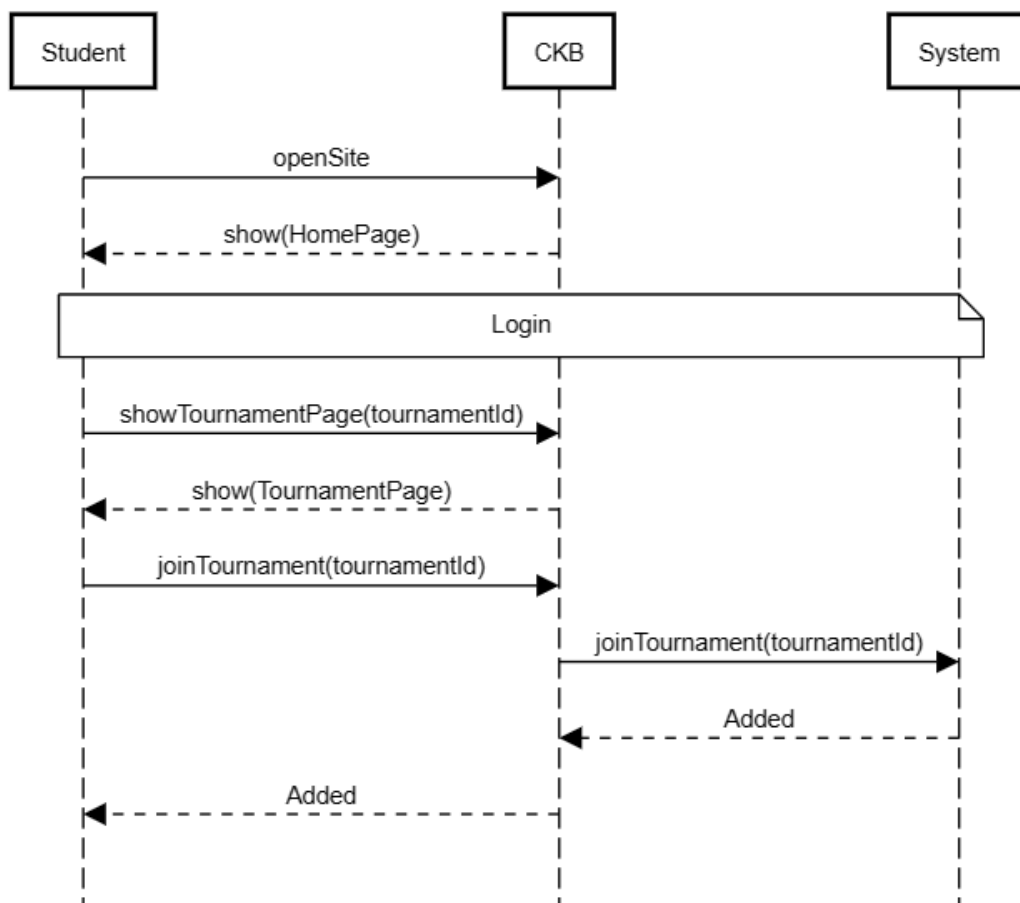 Student
CKB
System
openSite
show(HomePage)
Login
showTournamentPage(tournamentId)
show(TournamentPage)
joinTournament(tournamentId)
joinTournament(tournamentId)
Added
Added